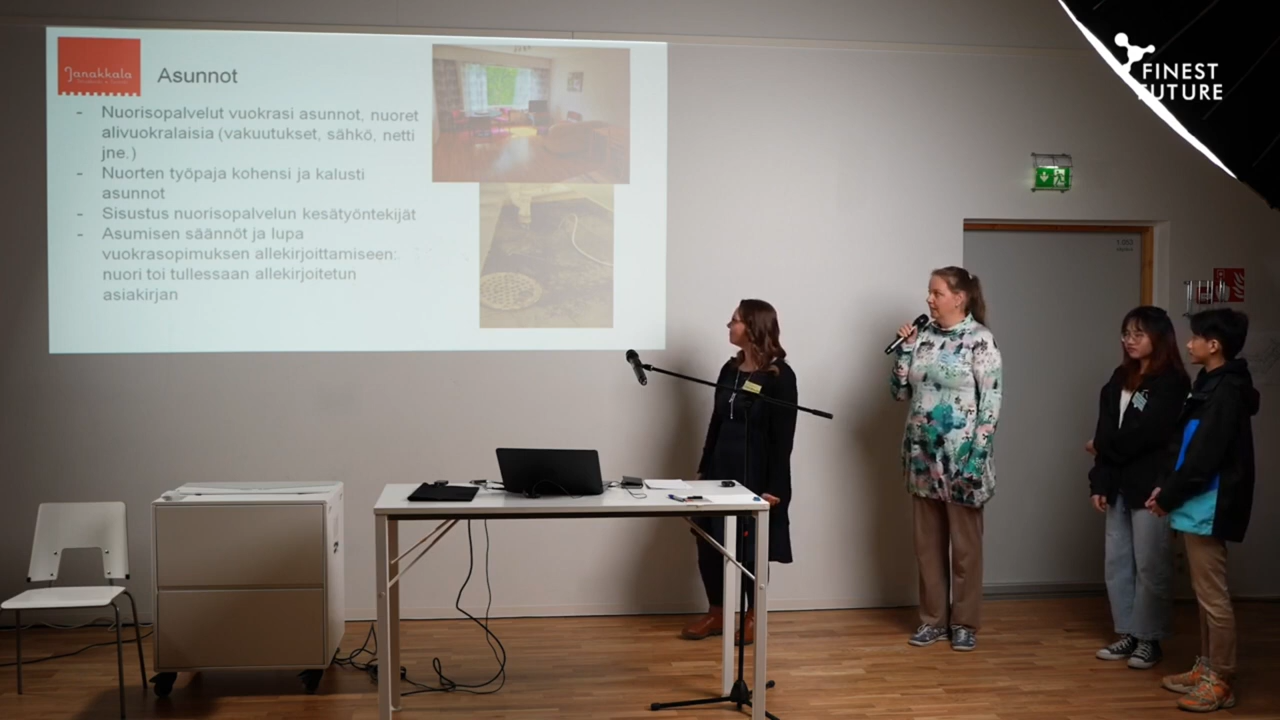 Janakkala
Asunnot
- Nuorisopalvelut vuokrasi asunnot, nuoret
alivuokralaisia (vakuutukset, sähkö, netti
jne.)
- Nuorten työpaja kohensi ja kalusti
asunnot
- Sisustus nuorisopalvelun kesätyöntekijät
- Asumisen säännöt ja lupa
vuokrasopimuksen allekirjoittamiseen:
nuori toi tullessaan allekirjoitetun
asiakirjan
FINEST
FUTURE